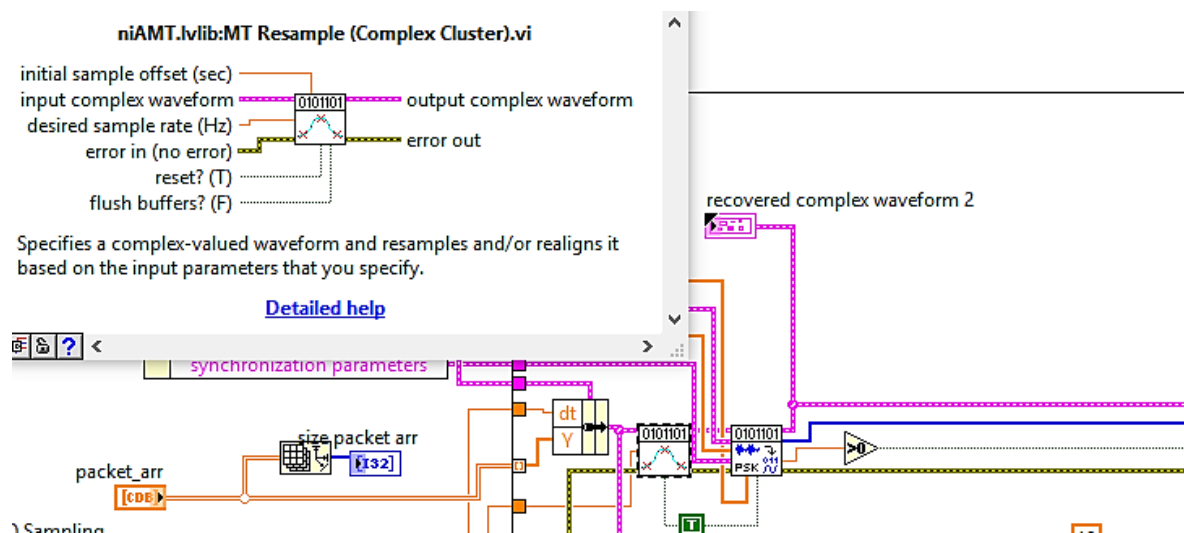 niAMT.lvlib:MT Resample (Complex Cluster).vi
initial sample offset (sec)
input complex waveform
desired sample rate (Hz)
error in (no error)
reset? (T)
flush buffers? (F)
0101101
output complex waveform
error out
Specifies a complex-valued waveform and resamples and/or realigns it
based on the input parameters that you specify.
Detailed help
?
recovered complex waveform 2
synchronization parameters
dt
Y
size packet arr
I32
packet_arr
[CDB]
0101101
0101101
011
PSK
>0
T
Sampling